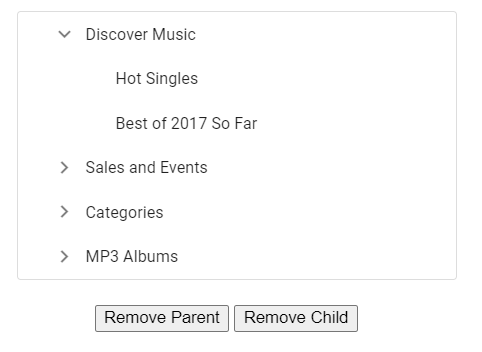 Discover Music
Hot Singles
Best of 2017 So Far
Sales and Events
Categories
MP3 Albums
Remove Parent Remove Child